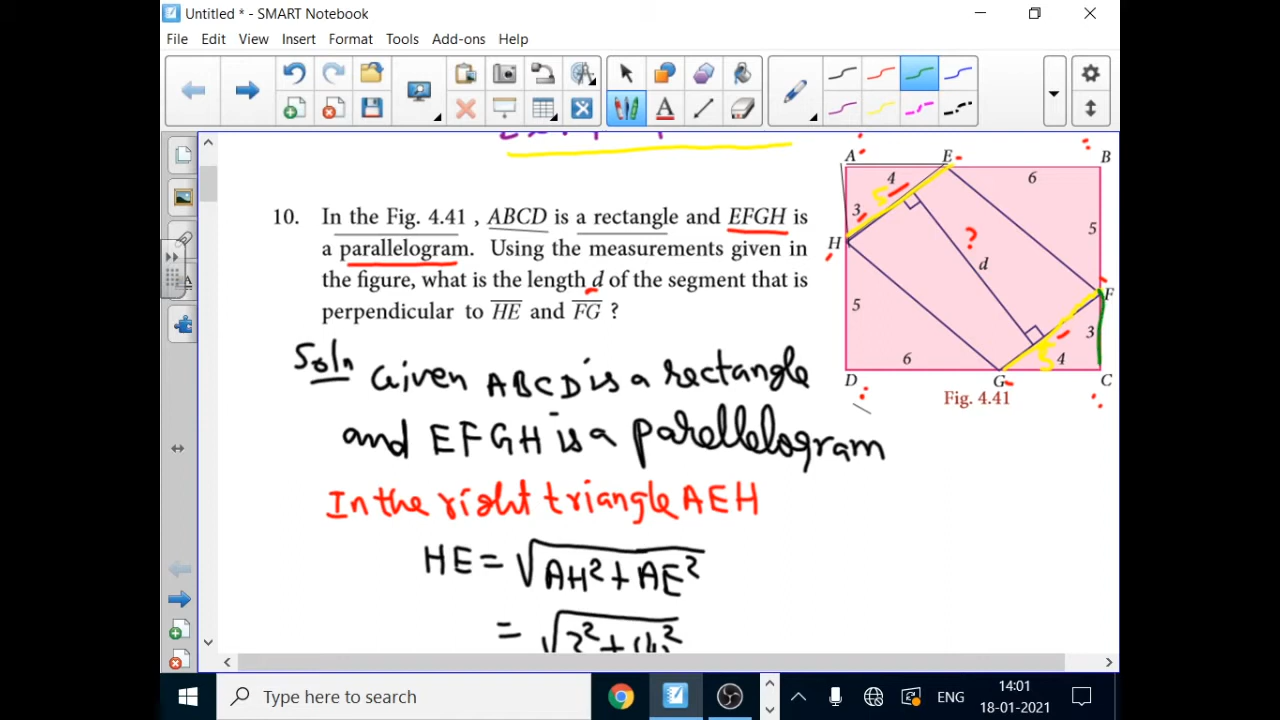 Untitled * - SMART Notebook
File Edit View Insert Format Tools Add-ons Help
10. In the Fig. 4.41 , ABCD is a rectangle and EFGH is
a parallelogram. Using the measurements given in
the figure, what is the length d of the segment that is
perpendicular to HE and FG ?
A E B
4 6
5
3 5
H ? d F
5 3
5 4
6
D G C
Fig. 4.41
Soln Given ABCD is a rectangle
and EFGH is a parellelogram
In the right triangle AEH
HE = √AH² + AE²
= √3² + 4²
Type here to search
ENG
14:01
18-01-2021